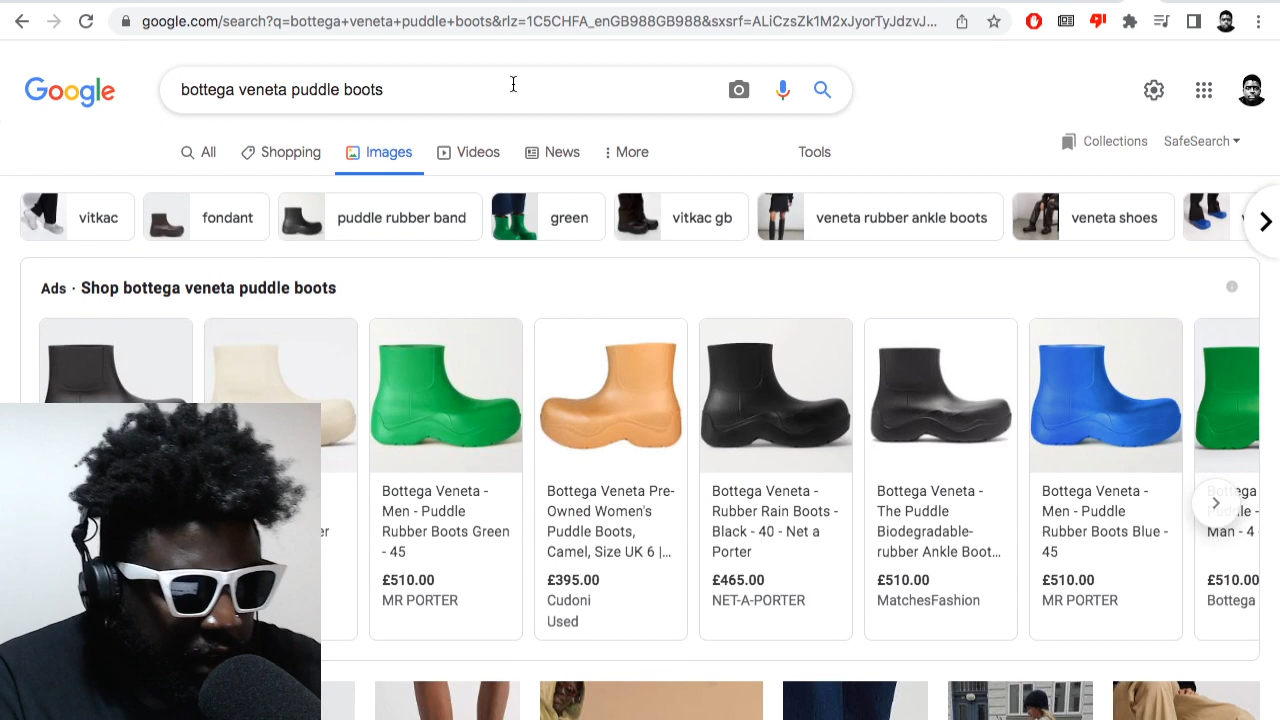 google.com/search?q=bottega+veneta+puddle+boots&rlz=1C5CHFA_enGB988GB988&sxsrf=ALiCzsZk1M2xJyorTyJdzvJ...
Google
bottega veneta puddle boots
All
Shopping
Images
Videos
News
More
Tools
Collections
SafeSearch
vitkac
fondant
puddle rubber band
green
vitkac gb
veneta rubber ankle boots
veneta shoes
Ads · Shop bottega veneta puddle boots
Bottega Veneta -
Men - Puddle
Rubber Boots Green
- 45
£510.00
MR PORTER
Bottega Veneta Pre-
Owned Women's
Puddle Boots,
Camel, Size UK 6 |...
£395.00
Cudoni
Used
Bottega Veneta -
Rubber Rain Boots -
Black - 40 - Net a
Porter
£465.00
NET-A-PORTER
Bottega Veneta -
The Puddle
Biodegradable-
rubber Ankle Boot...
£510.00
MatchesFashion
Bottega Veneta -
Men - Puddle
Rubber Boots Blue -
45
£510.00
MR PORTER
Bottega
Man - 4
£510.00
Bottega